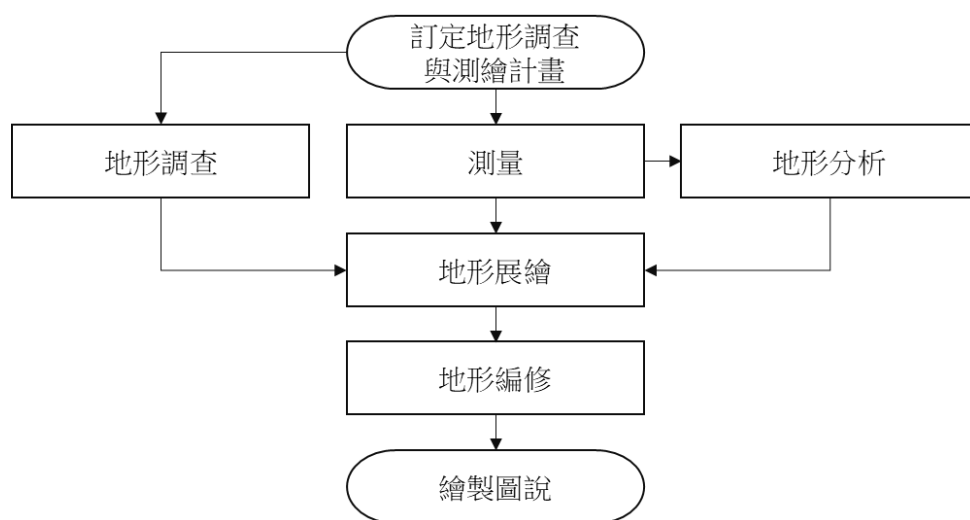 訂定地形調查
與測繪計畫
地形調查
測量
地形分析
地形展繪
地形編修
繪製圖說